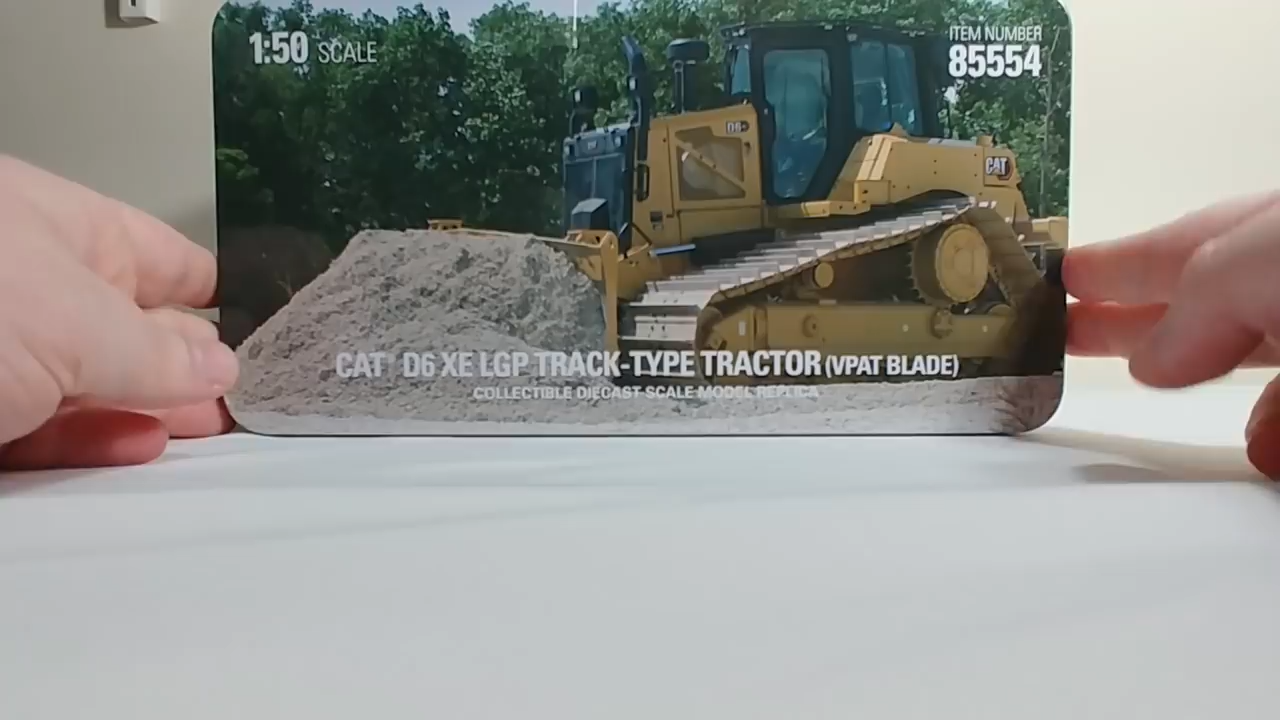 1:50 SCALE
ITEM NUMBER
85554
D6
CAT
CAT D6 XE LGP TRACK-TYPE TRACTOR (VPAT BLADE)
COLLECTIBLE DIECAST SCALE MODEL REPLICA